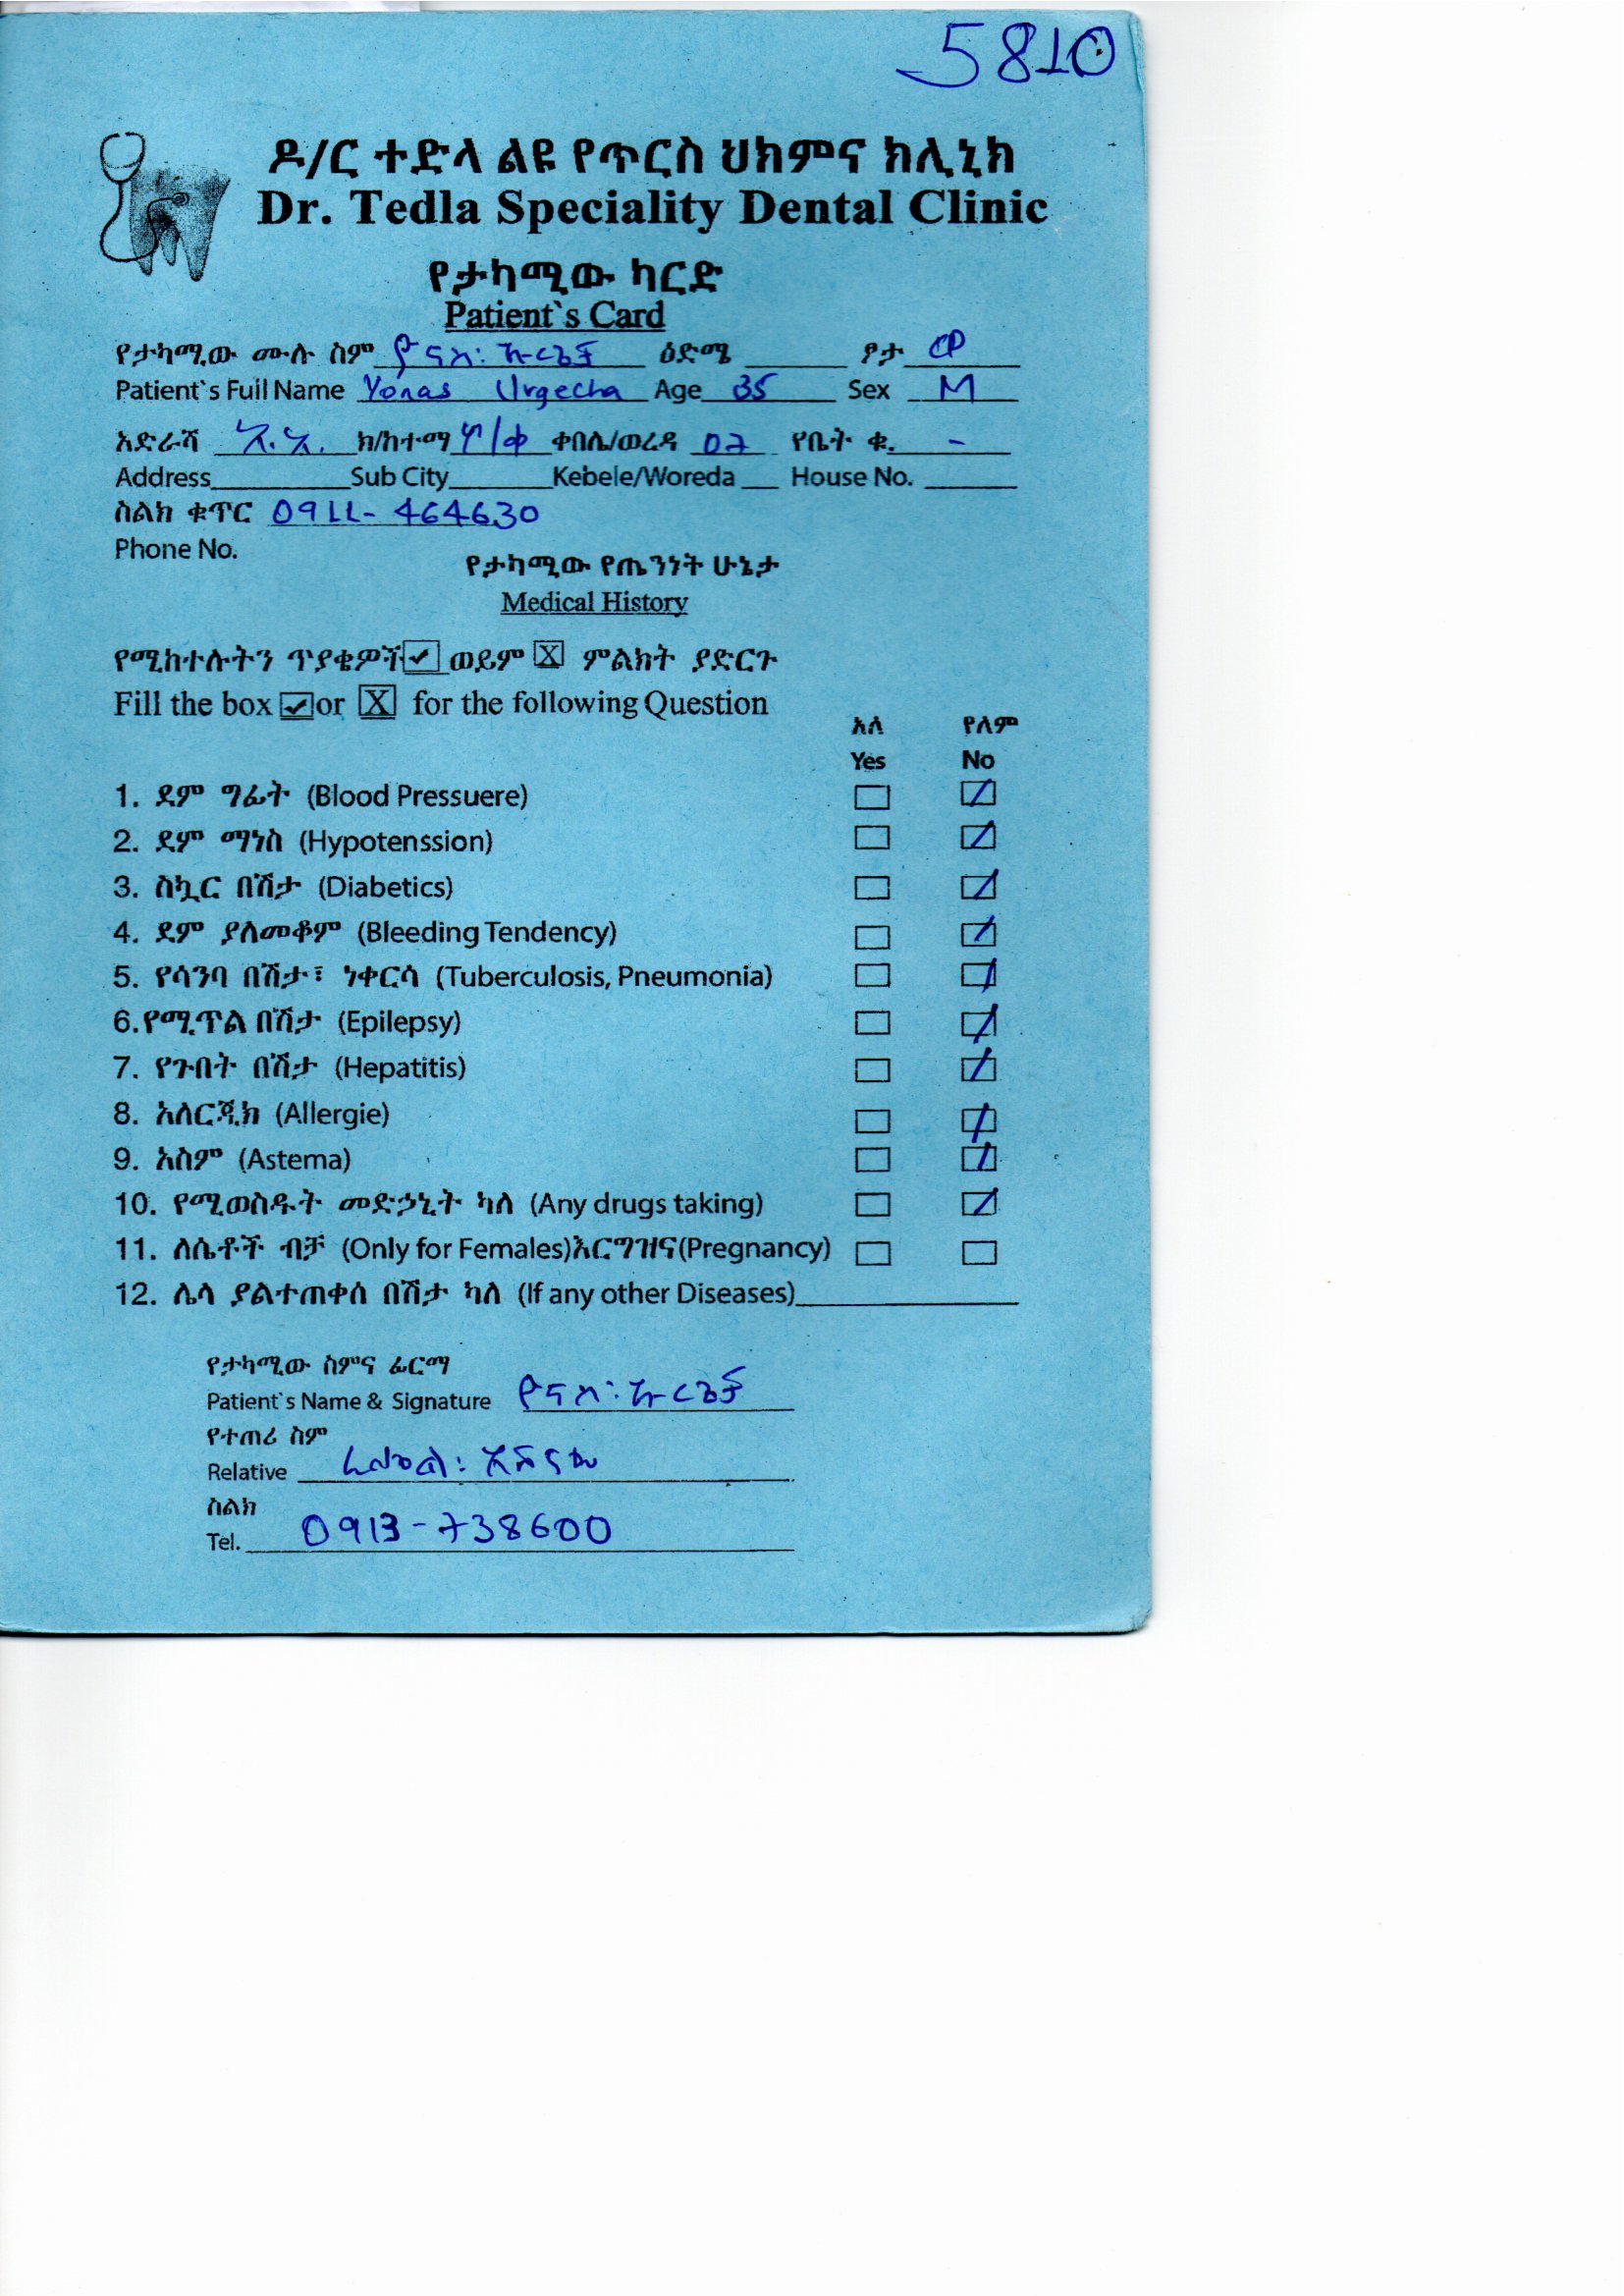 5810
ዶ/ር ተድላ ልዩ የጥርስ ህክምና ክሊኒክ
Dr. Tedla Speciality Dental Clinic
የታካሚው ካርድ
Patient`s Card
የታካሚው ሙሉ ስም ዮናስ: ኡርጌቻ ዕድሜ ፆታ ወ
Patient`s Full Name Yonas Urgecha Age 35 Sex M
አድራሻ አ.አ. ክ/ከተማ ቀበሌ/ወረዳ 02 የቤት ቁ. -
Address Sub City Kebele/Woreda House No.
ስልክ ቁጥር 0911-464630
Phone No.
የታካሚው የጤንነት ሁኔታ
Medical History
የሚከተሉትን ጥያቄዎች ✓ ወይም X ምልክት ያድርጉ
Fill the box ✓ or X for the following Question
አለ የለም
Yes No
1. ደም ግፊት (Blood Pressuere)
2. ደም ማነስ (Hypotenssion)
3. ስኳር በሽታ (Diabetics)
4. ደም ያለመቆም (Bleeding Tendency)
5. የሳንባ በሽታ፣ ነቀርሳ (Tuberculosis, Pneumonia)
6.የሚጥል በሽታ (Epilepsy)
7. የጉበት በሽታ (Hepatitis)
8. አለርጂክ (Allergie)
9. አስም (Astema)
10. የሚወስዱት መድኃኒት ካለ (Any drugs taking)
11. ለሴቶች ብቻ (Only for Females)እርግዝና(Pregnancy)
12. ሌላ ያልተጠቀሰ በሽታ ካለ (If any other Diseases)
የታካሚው ስምና ፊርማ
Patient`s Name & Signature ዮናስ: ኡርጌቻ
የተጠሪ ስም
Relative
ስልክ
Tel. 0913-738600